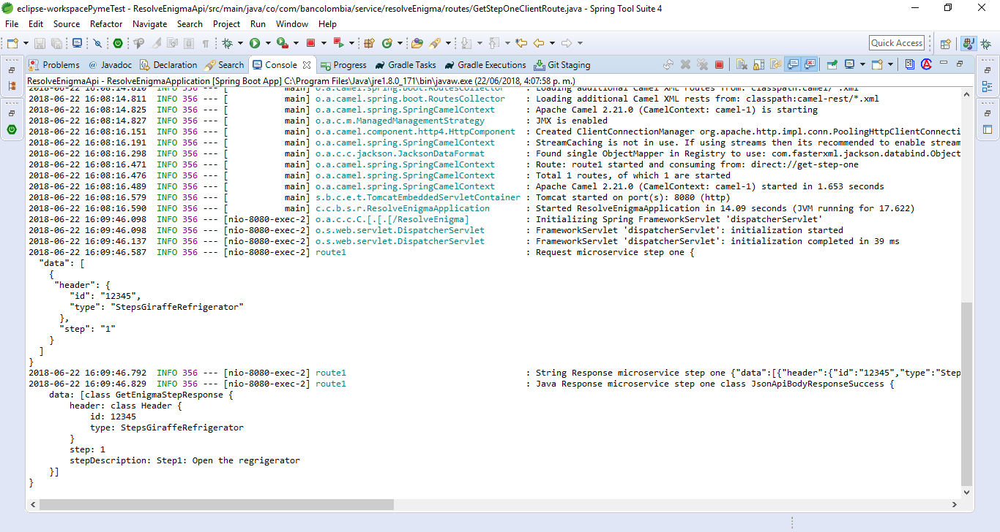 eclipse-workspacePymeTest - ResolveEnigmaApi/src/main/java/co/com/bancolombia/service/resolveEnigma/routes/GetStepOneClientRoute.java - Spring Tool Suite 4
File Edit Source Refactor Navigate Search Project Run Window Help
Quick Access
Problems @ Javadoc Declaration Search Console Progress Gradle Tasks Gradle Executions Git Staging
ResolveEnigmaApi - ResolveEnigmaApplication [Spring Boot App] C:\Program Files\Java\jre1.8.0_171\bin\javaw.exe (22/06/2018, 4:07:58 p. m.)
2018-06-22 16:08:14.810 INFO 356 --- [ main] o.a.camel.spring.boot.RoutesCollector : Loading additional Camel XML routes from: classpath:camel/*.xml
2018-06-22 16:08:14.811 INFO 356 --- [ main] o.a.camel.spring.boot.RoutesCollector : Loading additional Camel XML rests from: classpath:camel-rest/*.xml
2018-06-22 16:08:14.825 INFO 356 --- [ main] o.a.camel.spring.SpringCamelContext : Apache Camel 2.21.0 (CamelContext: camel-1) is starting
2018-06-22 16:08:14.827 INFO 356 --- [ main] o.a.c.m.ManagedManagementStrategy : JMX is enabled
2018-06-22 16:08:16.151 INFO 356 --- [ main] o.a.camel.component.http4.HttpComponent : Created ClientConnectionManager org.apache.http.impl.conn.PoolingHttpClientConnecti
2018-06-22 16:08:16.191 INFO 356 --- [ main] o.a.camel.spring.SpringCamelContext : StreamCaching is not in use. If using streams then its recommended to enable stream
2018-06-22 16:08:16.298 INFO 356 --- [ main] o.a.c.c.jackson.JacksonDataFormat : Found single ObjectMapper in Registry to use: com.fasterxml.jackson.databind.Object
2018-06-22 16:08:16.471 INFO 356 --- [ main] o.a.camel.spring.SpringCamelContext : Route: route1 started and consuming from: direct://get-step-one
2018-06-22 16:08:16.476 INFO 356 --- [ main] o.a.camel.spring.SpringCamelContext : Total 1 routes, of which 1 are started
2018-06-22 16:08:16.489 INFO 356 --- [ main] o.a.camel.spring.SpringCamelContext : Apache Camel 2.21.0 (CamelContext: camel-1) started in 1.653 seconds
2018-06-22 16:08:16.579 INFO 356 --- [ main] s.b.c.e.t.TomcatEmbeddedServletContainer : Tomcat started on port(s): 8080 (http)
2018-06-22 16:08:16.590 INFO 356 --- [ main] c.c.b.s.r.ResolveEnigmaApplication : Started ResolveEnigmaApplication in 14.09 seconds (JVM running for 17.622)
2018-06-22 16:09:46.098 INFO 356 --- [nio-8080-exec-2] o.a.c.c.C.[.[.[/ResolveEnigma] : Initializing Spring FrameworkServlet 'dispatcherServlet'
2018-06-22 16:09:46.098 INFO 356 --- [nio-8080-exec-2] o.s.web.servlet.DispatcherServlet : FrameworkServlet 'dispatcherServlet': initialization started
2018-06-22 16:09:46.137 INFO 356 --- [nio-8080-exec-2] o.s.web.servlet.DispatcherServlet : FrameworkServlet 'dispatcherServlet': initialization completed in 39 ms
2018-06-22 16:09:46.587 INFO 356 --- [nio-8080-exec-2] route1 : Request microservice step one {
"data": [
{
"header": {
"id": "12345",
"type": "StepsGiraffeRefrigerator"
},
"step": "1"
}
]
}
2018-06-22 16:09:46.792 INFO 356 --- [nio-8080-exec-2] route1 : String Response microservice step one {"data":[{"header":{"id":"12345","type":"Step
2018-06-22 16:09:46.829 INFO 356 --- [nio-8080-exec-2] route1 : Java Response microservice step one class JsonApiBodyResponseSuccess {
data: [class GetEnigmaStepResponse {
header: class Header {
id: 12345
type: StepsGiraffeRefrigerator
}
step: 1
stepDescription: Step1: Open the regrigerator
}]
}